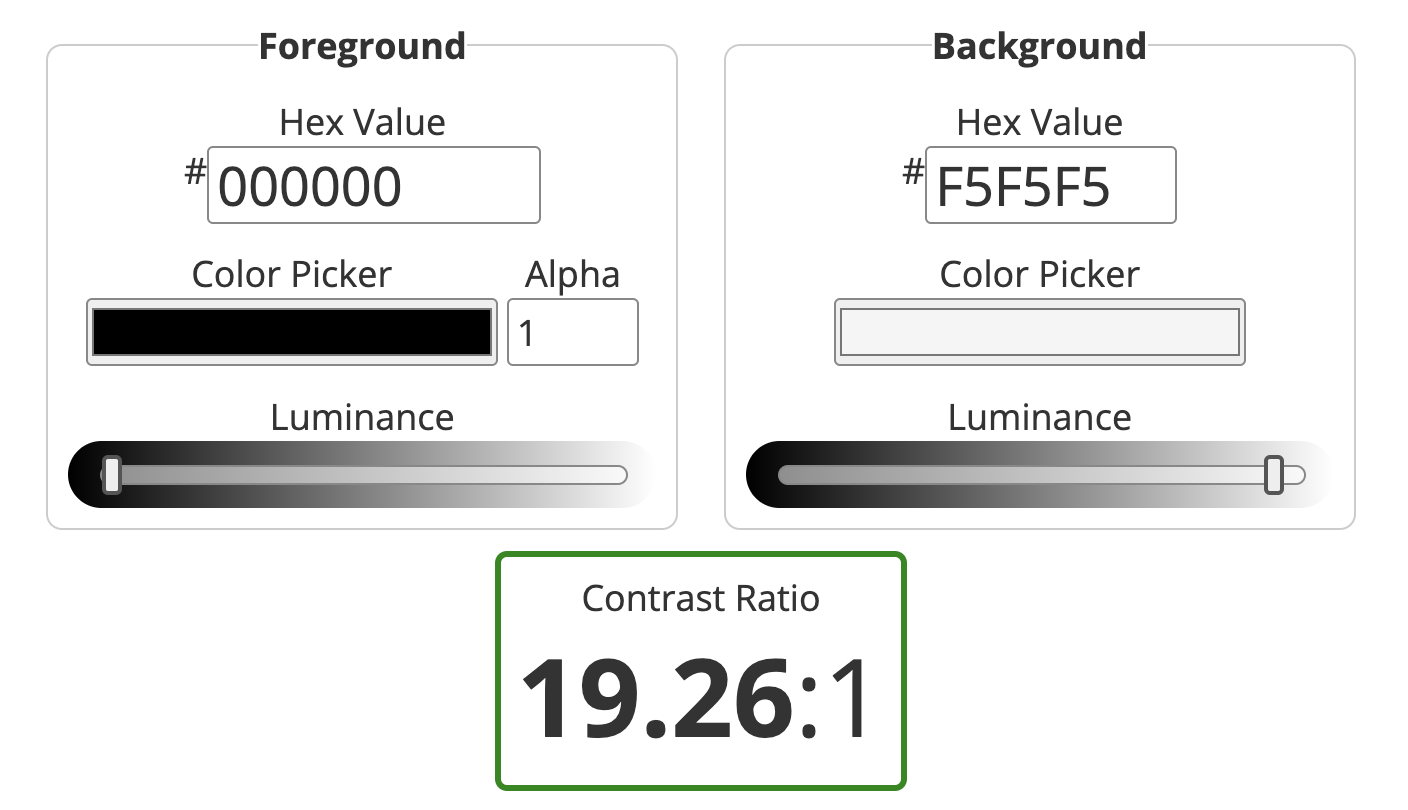 Foreground
Hex Value
#000000
Color Picker
Alpha
1
Luminance
Background
Hex Value
#F5F5F5
Color Picker
Luminance
Contrast Ratio
19.26:1